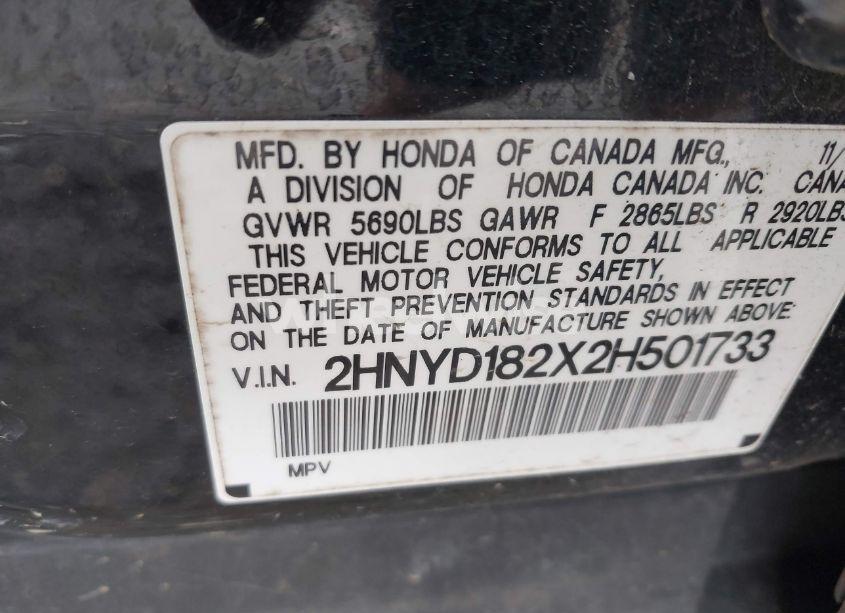 MFD. BY HONDA OF CANADA MFG., 11/
A DIVISION OF HONDA CANADA INC. CANA
GVWR 5690LBS GAWR F 2865LBS R 2920LBS
THIS VEHICLE CONFORMS TO ALL APPLICABLE
FEDERAL MOTOR VEHICLE SAFETY,
AND THEFT PREVENTION STANDARDS IN EFFECT
ON THE DATE OF MANUFACTURE SHOWN ABOVE.
V.I.N. 2HNYD182X2H501733
MPV